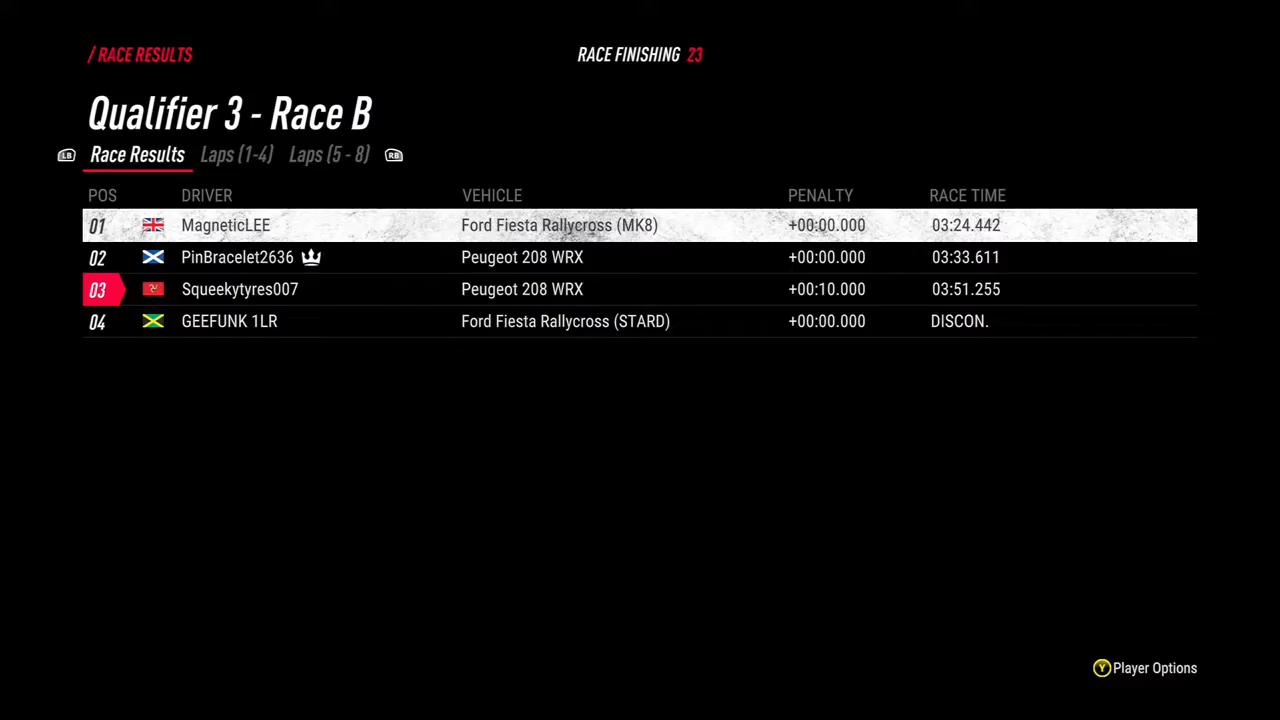 / RACE RESULTS
RACE FINISHING 23
Qualifier 3 - Race B
LB Race Results Laps (1-4) Laps (5 - 8) RB
POS DRIVER VEHICLE PENALTY RACE TIME
01 MagneticLEE Ford Fiesta Rallycross (MK8) +00:00.000 03:24.442
02 PinBracelet2636 Peugeot 208 WRX +00:00.000 03:33.611
03 Squeekytyres007 Peugeot 208 WRX +00:10.000 03:51.255
04 GEEFUNK 1LR Ford Fiesta Rallycross (STARD) +00:00.000 DISCON.
Y Player Options